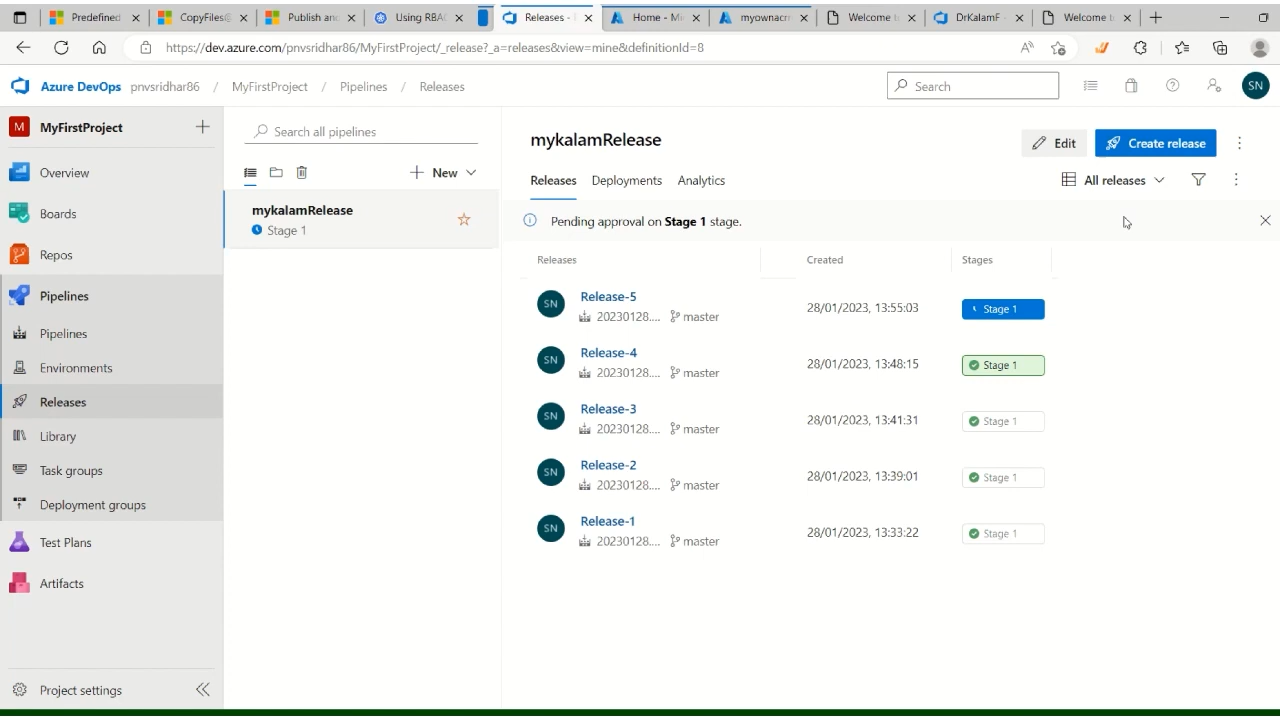 Predefined
CopyFiles@
Publish an
Using RBA
Releases -
Home - Mi
myownacr
Welcome t
DrKalamF -
Welcome t
https://dev.azure.com/pnvsridhar86/MyFirstProject/_release?_a=releases&view=mine&definitionId=8
Azure DevOps pnvsridhar86 / MyFirstProject / Pipelines / Releases
Search
SN
M MyFirstProject
Overview
Boards
Repos
Pipelines
Pipelines
Environments
Releases
Library
Task groups
Deployment groups
Test Plans
Artifacts
Project settings
Search all pipelines
New
mykalamRelease
Stage 1
mykalamRelease
Edit
Create release
Releases Deployments Analytics
All releases
Pending approval on Stage 1 stage.
Releases Created Stages
SN Release-5
20230128.... master
28/01/2023, 13:55:03
Stage 1
SN Release-4
20230128.... master
28/01/2023, 13:48:15
Stage 1
SN Release-3
20230128.... master
28/01/2023, 13:41:31
Stage 1
SN Release-2
20230128.... master
28/01/2023, 13:39:01
Stage 1
SN Release-1
20230128.... master
28/01/2023, 13:33:22
Stage 1